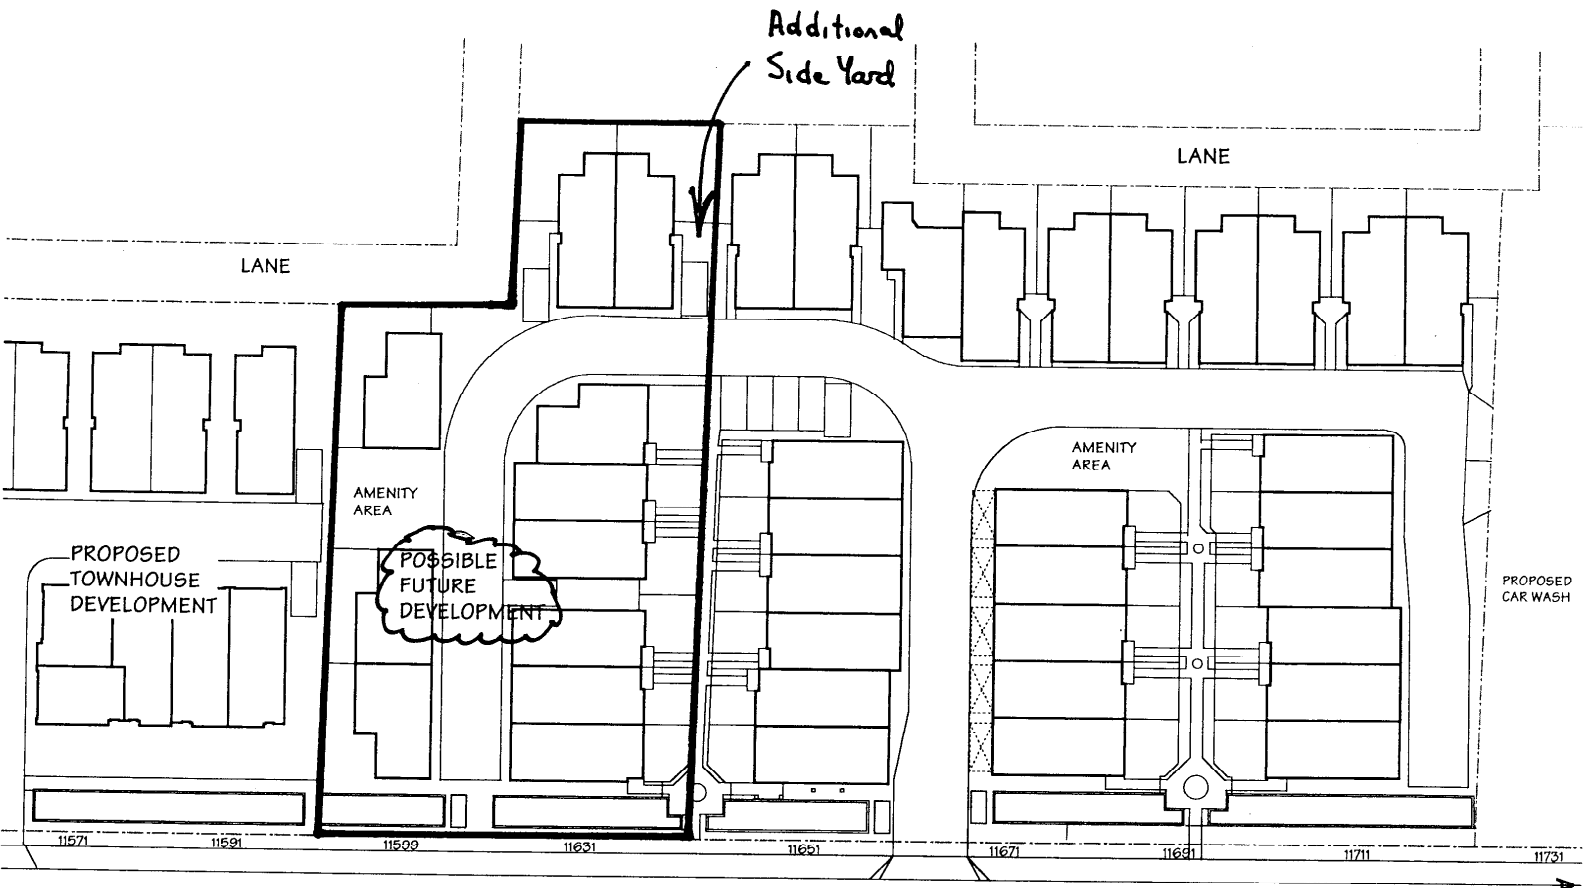 Additional
Side Yard
LANE
LANE
AMENITY
AREA
AMENITY
AREA
PROPOSED
TOWNHOUSE
DEVELOPMENT
POSSIBLE
FUTURE
DEVELOPMENT
PROPOSED
CAR WASH
11571
11591
11599
11631
11651
11671
11691
11711
11731